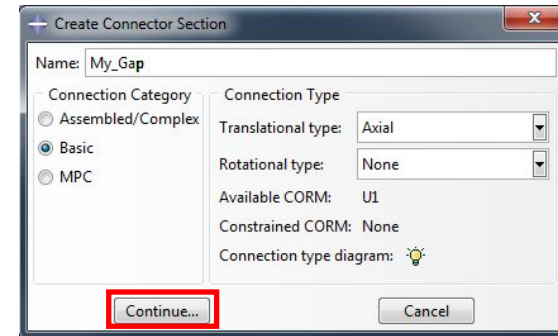 Create Connector Section
Name: My_Gap
Connection Category
Assembled/Complex
Basic
MPC
Connection Type
Translational type: Axial
Rotational type: None
Available CORM: U1
Constrained CORM: None
Connection type diagram:
Continue... Cancel